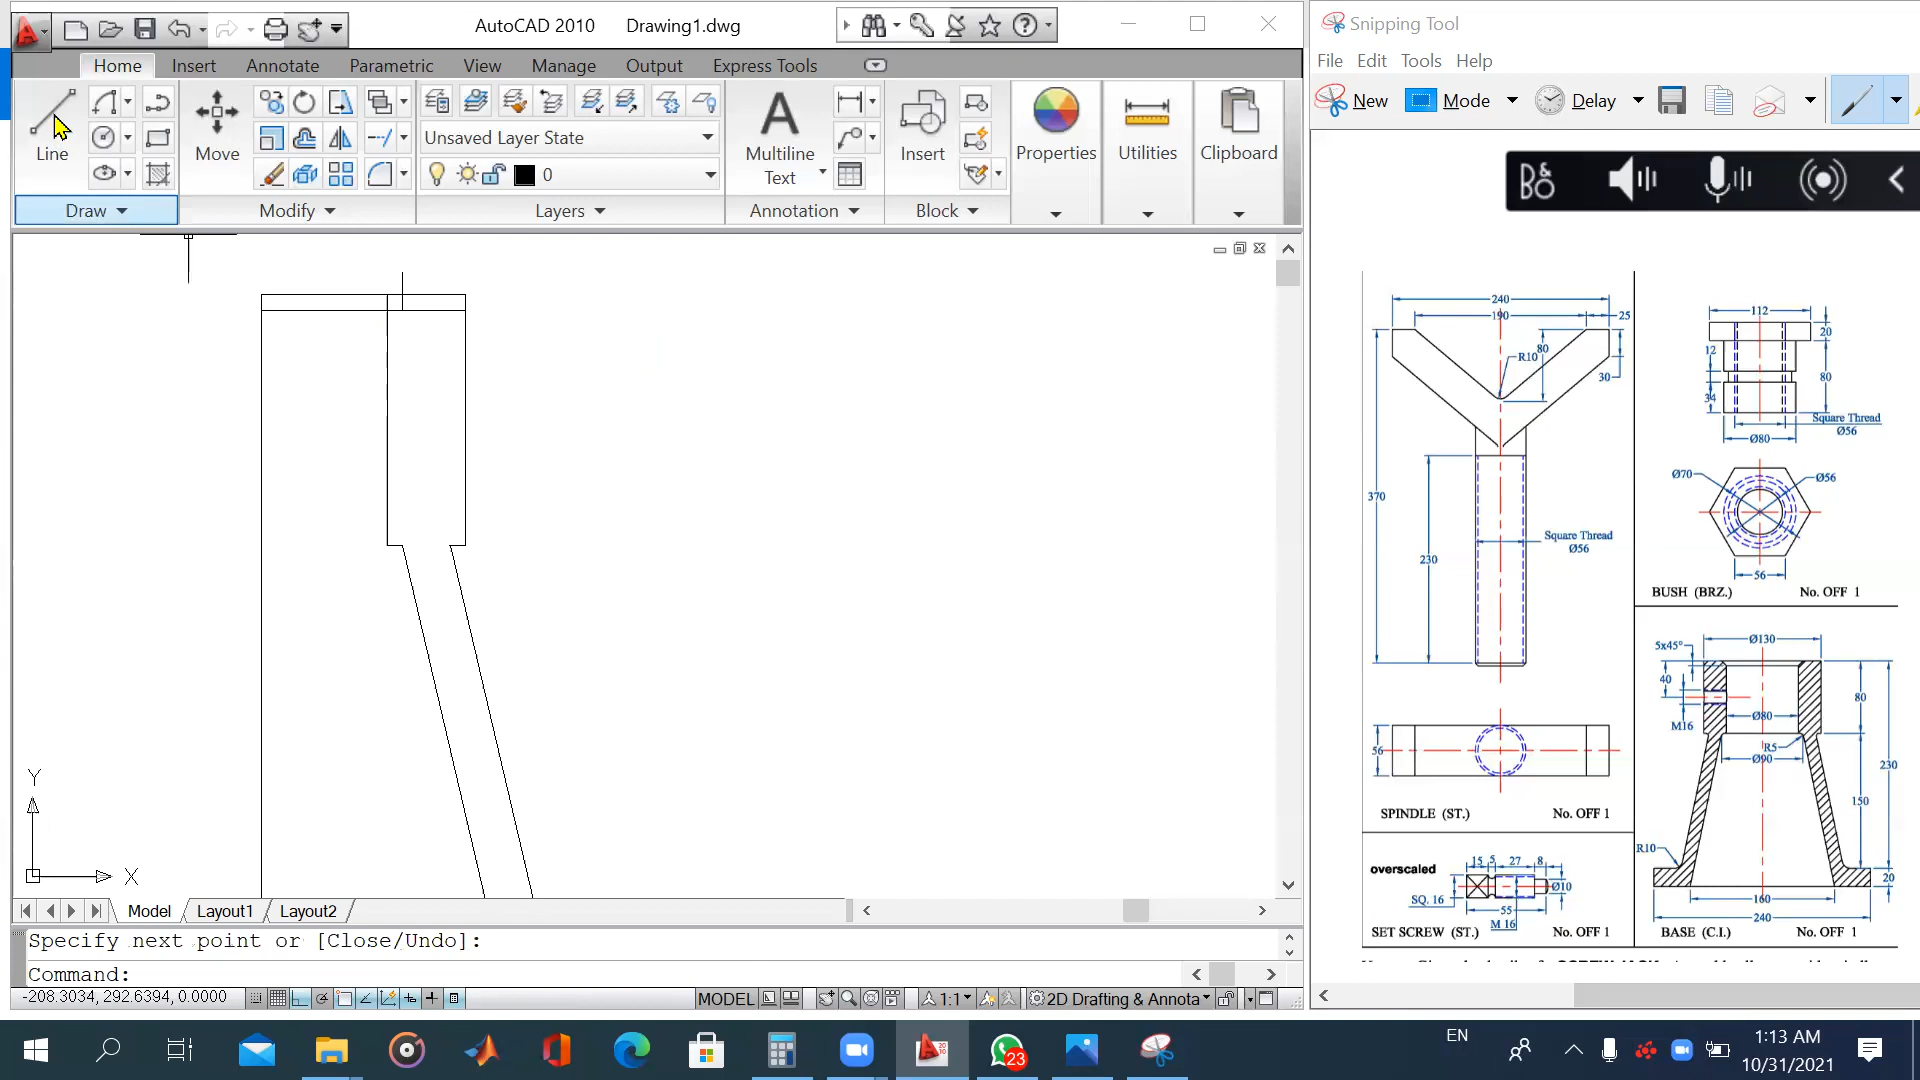 AutoCAD 2010 Drawing1.dwg
Home Insert Annotate Parametric View Manage Output Express Tools
Line
Move
Unsaved Layer State
0
Multiline
Text
Insert
Properties
Utilities
Clipboard
Draw Modify Layers Annotation Block
Y
X
Model Layout1 Layout2
Specify next point or [Close/Undo]:
Command:
-208.3034, 292.6394, 0.0000
MODEL
1:1
2D Drafting & Annota
Snipping Tool
File Edit Tools Help
New Mode Delay
B&O
240
190
25
R10
80
30
370
230
Square Thread
Ø56
56
SPINDLE (ST.) No. OFF 1
overscaled
15 5 27 8
Ø10
SQ. 16
55
M 16
SET SCREW (ST.) No. OFF 1
112
20
12
80
34
Square Thread
Ø56
Ø80
Ø70
Ø56
56
BUSH (BRZ.) No. OFF 1
Ø130
5x45°
40
80
M16
Ø80
R5
Ø90
230
150
R10
20
160
240
BASE (C.I.) No. OFF 1
23
2010
EN
1:13 AM
10/31/2021